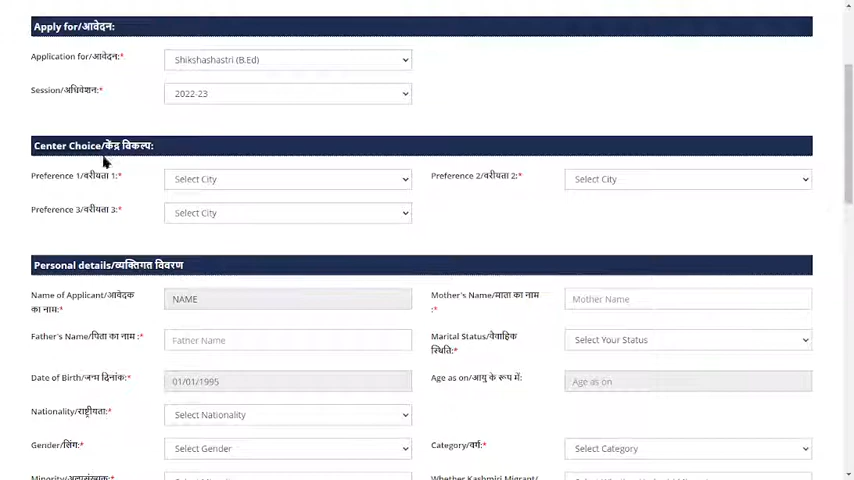 Apply for/आवेदन:
Application for/आवेदन:* Shikshashastri (B.Ed)
Session/अधिवेशन:* 2022-23
Center Choice/केंद्र विकल्प:
Preference 1/वरीयता 1:* Select City Preference 2/वरीयता 2:* Select City
Preference 3/वरीयता 3:* Select City
Personal details/व्यक्तिगत विवरण
Name of Applicant/आवेदक का नाम:* NAME Mother's Name/माता का नाम :* Mother Name
Father's Name/पिता का नाम :* Father Name Marital Status/वैवाहिक स्थिति:* Select Your Status
Date of Birth/जन्म दिनांक:* 01/01/1995 Age as on/आयु के रूप में: Age as on
Nationality/राष्ट्रीयता:* Select Nationality
Gender/लिंग:* Select Gender Category/वर्ग:* Select Category
Minority/अल्पसंख्यक:* Whether Kashmiri Migrant/